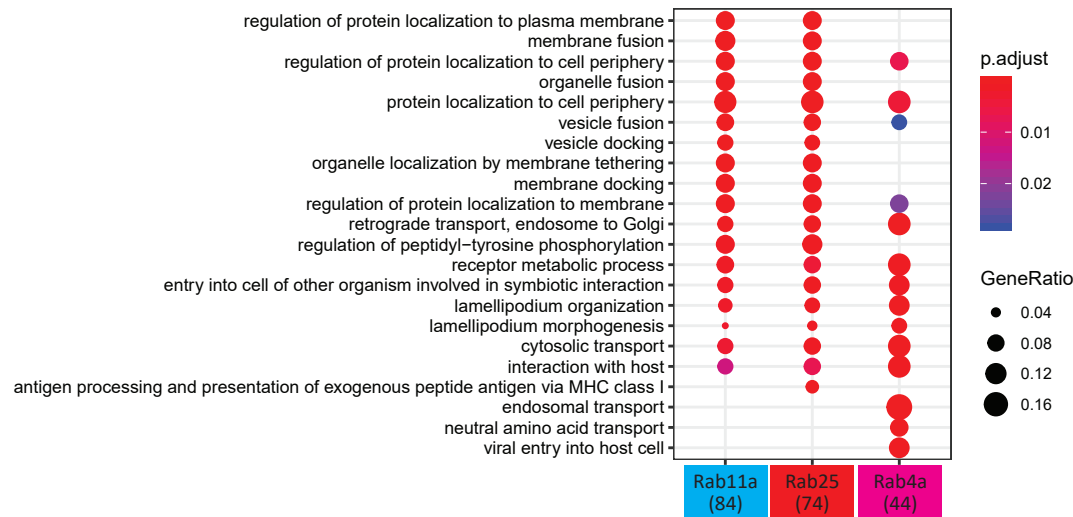 regulation of protein localization to plasma membrane
membrane fusion
regulation of protein localization to cell periphery
organelle fusion
protein localization to cell periphery
vesicle fusion
vesicle docking
organelle localization by membrane tethering
membrane docking
regulation of protein localization to membrane
retrograde transport, endosome to Golgi
regulation of peptidyl−tyrosine phosphorylation
receptor metabolic process
entry into cell of other organism involved in symbiotic interaction
lamellipodium organization
lamellipodium morphogenesis
cytosolic transport
interaction with host
antigen processing and presentation of exogenous peptide antigen via MHC class I
endosomal transport
neutral amino acid transport
viral entry into host cell
Rab11a
(84)
Rab25
(74)
Rab4a
(44)
p.adjust
0.01
0.02
GeneRatio
0.04
0.08
0.12
0.16